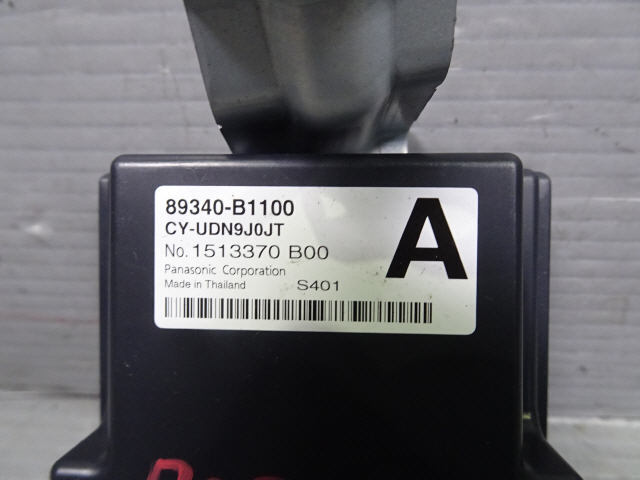 89340-B1100
CY-UDN9J0JT
A
No. 1513370 B00
Panasonic Corporation
Made in Thailand S401